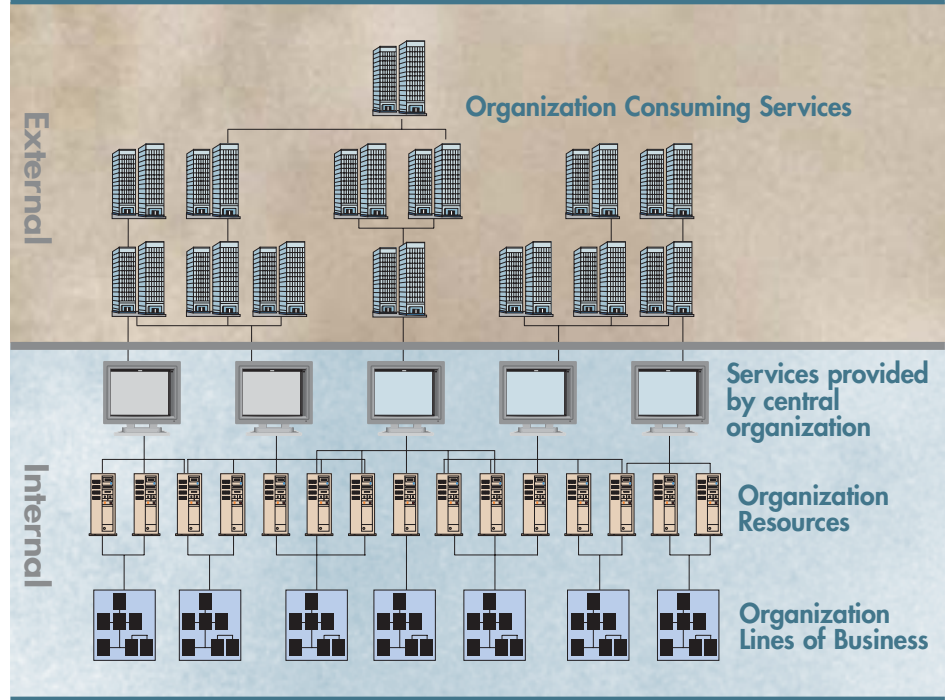 External
Organization Consuming Services
Internal
Services provided
by central
organization
Organization
Resources
Organization
Lines of Business